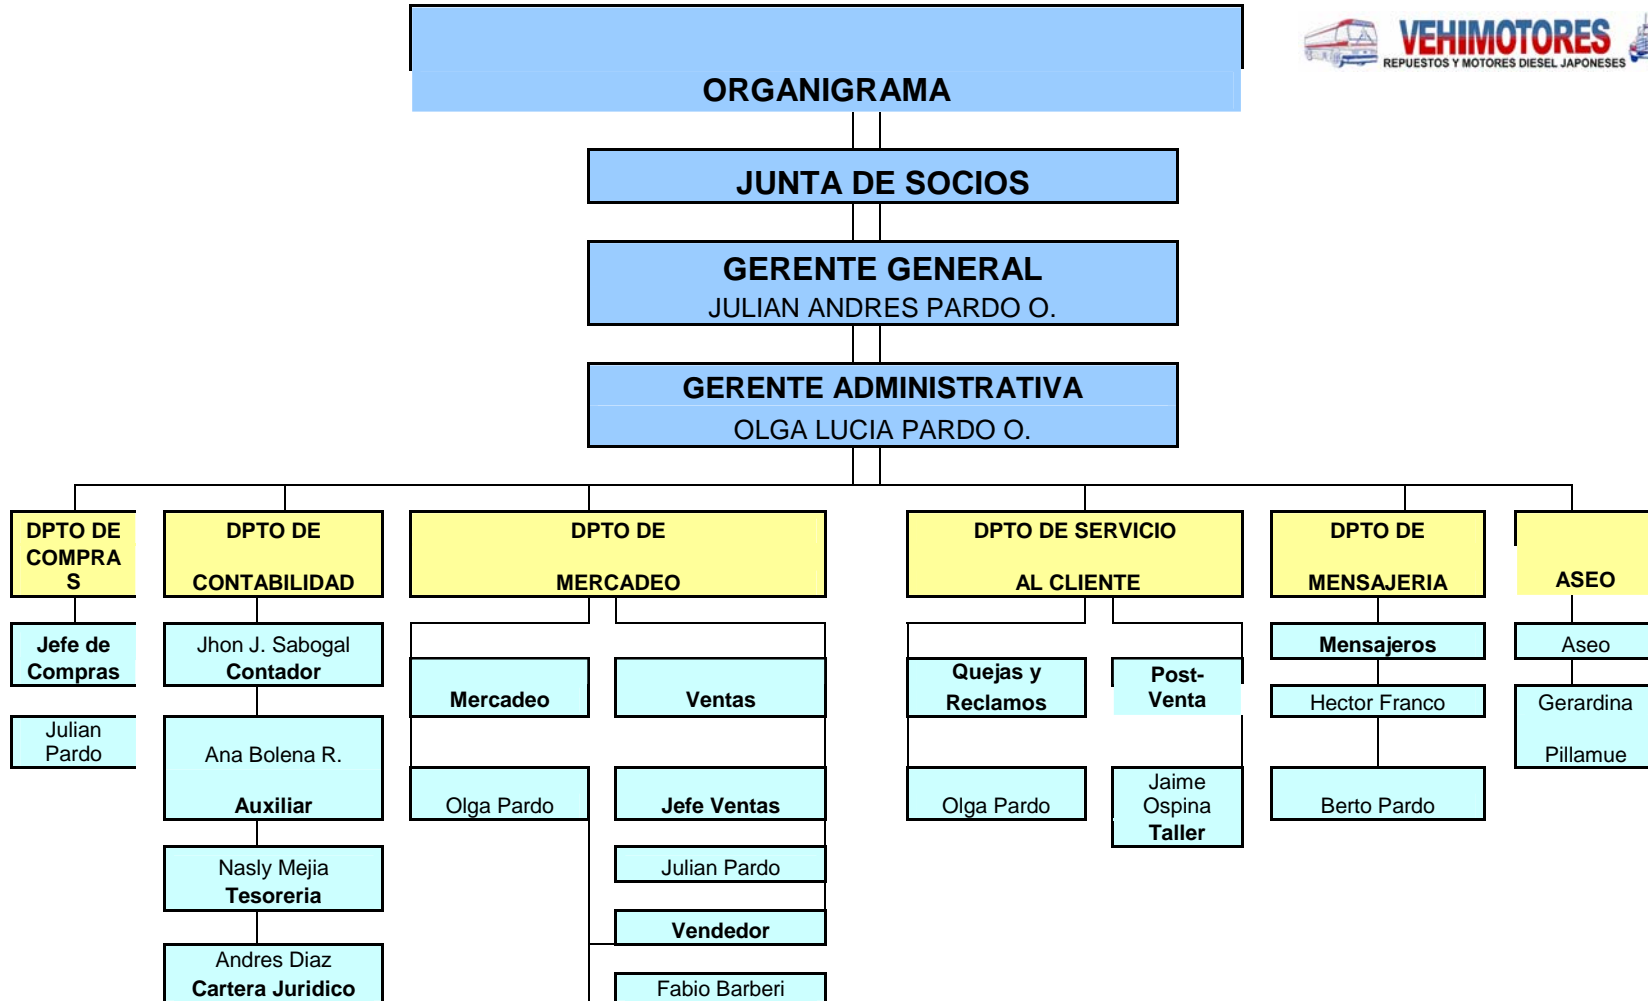 VEHIMOTORES
REPUESTOS Y MOTORES DIESEL JAPONESES
ORGANIGRAMA
JUNTA DE SOCIOS
GERENTE GENERAL
JULIAN ANDRES PARDO O.
GERENTE ADMINISTRATIVA
OLGA LUCIA PARDO O.
DPTO DE
COMPRA
S
Jefe de
Compras
Julian
Pardo
DPTO DE
CONTABILIDAD
Jhon J. Sabogal
Contador
Ana Bolena R.
Auxiliar
Nasly Mejia
Tesoreria
Andres Diaz
Cartera Juridico
DPTO DE
MERCADEO
Mercadeo
Olga Pardo
Ventas
Jefe Ventas
Julian Pardo
Vendedor
Fabio Barberi
DPTO DE SERVICIO
AL CLIENTE
Quejas y
Reclamos
Olga Pardo
Post-
Venta
Jaime
Ospina
Taller
DPTO DE
MENSAJERIA
Mensajeros
Hector Franco
Berto Pardo
ASEO
Aseo
Gerardina
Pillamue